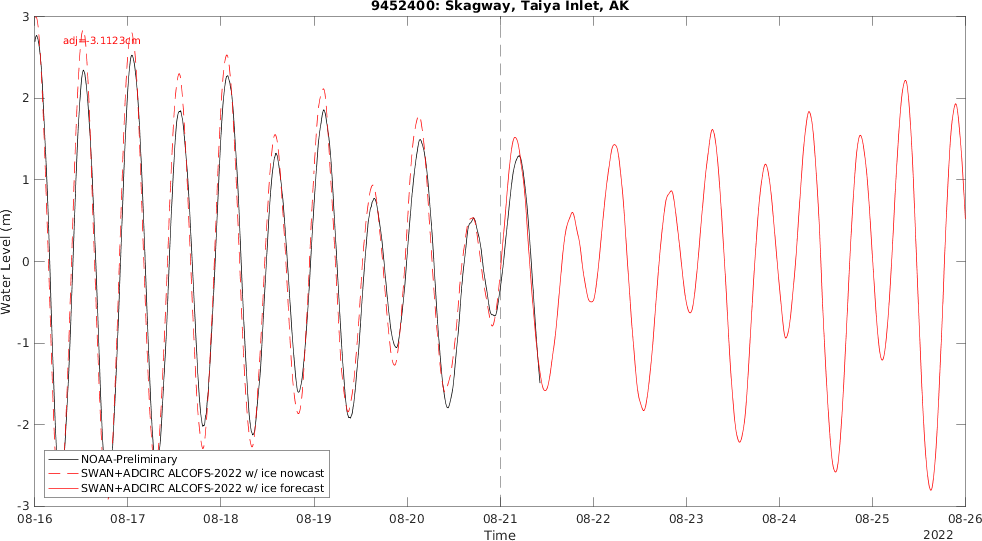 9452400: Skagway, Taiya Inlet, AK
adj=-3.1123cm
Water Level (m)
3
2
1
0
-1
-2
-3
NOAA-Preliminary
SWAN+ADCIRC ALCOFS-2022 w/ ice nowcast
SWAN+ADCIRC ALCOFS-2022 w/ ice forecast
08-16 08-17 08-18 08-19 08-20 08-21 08-22 08-23 08-24 08-25 08-26
Time
2022